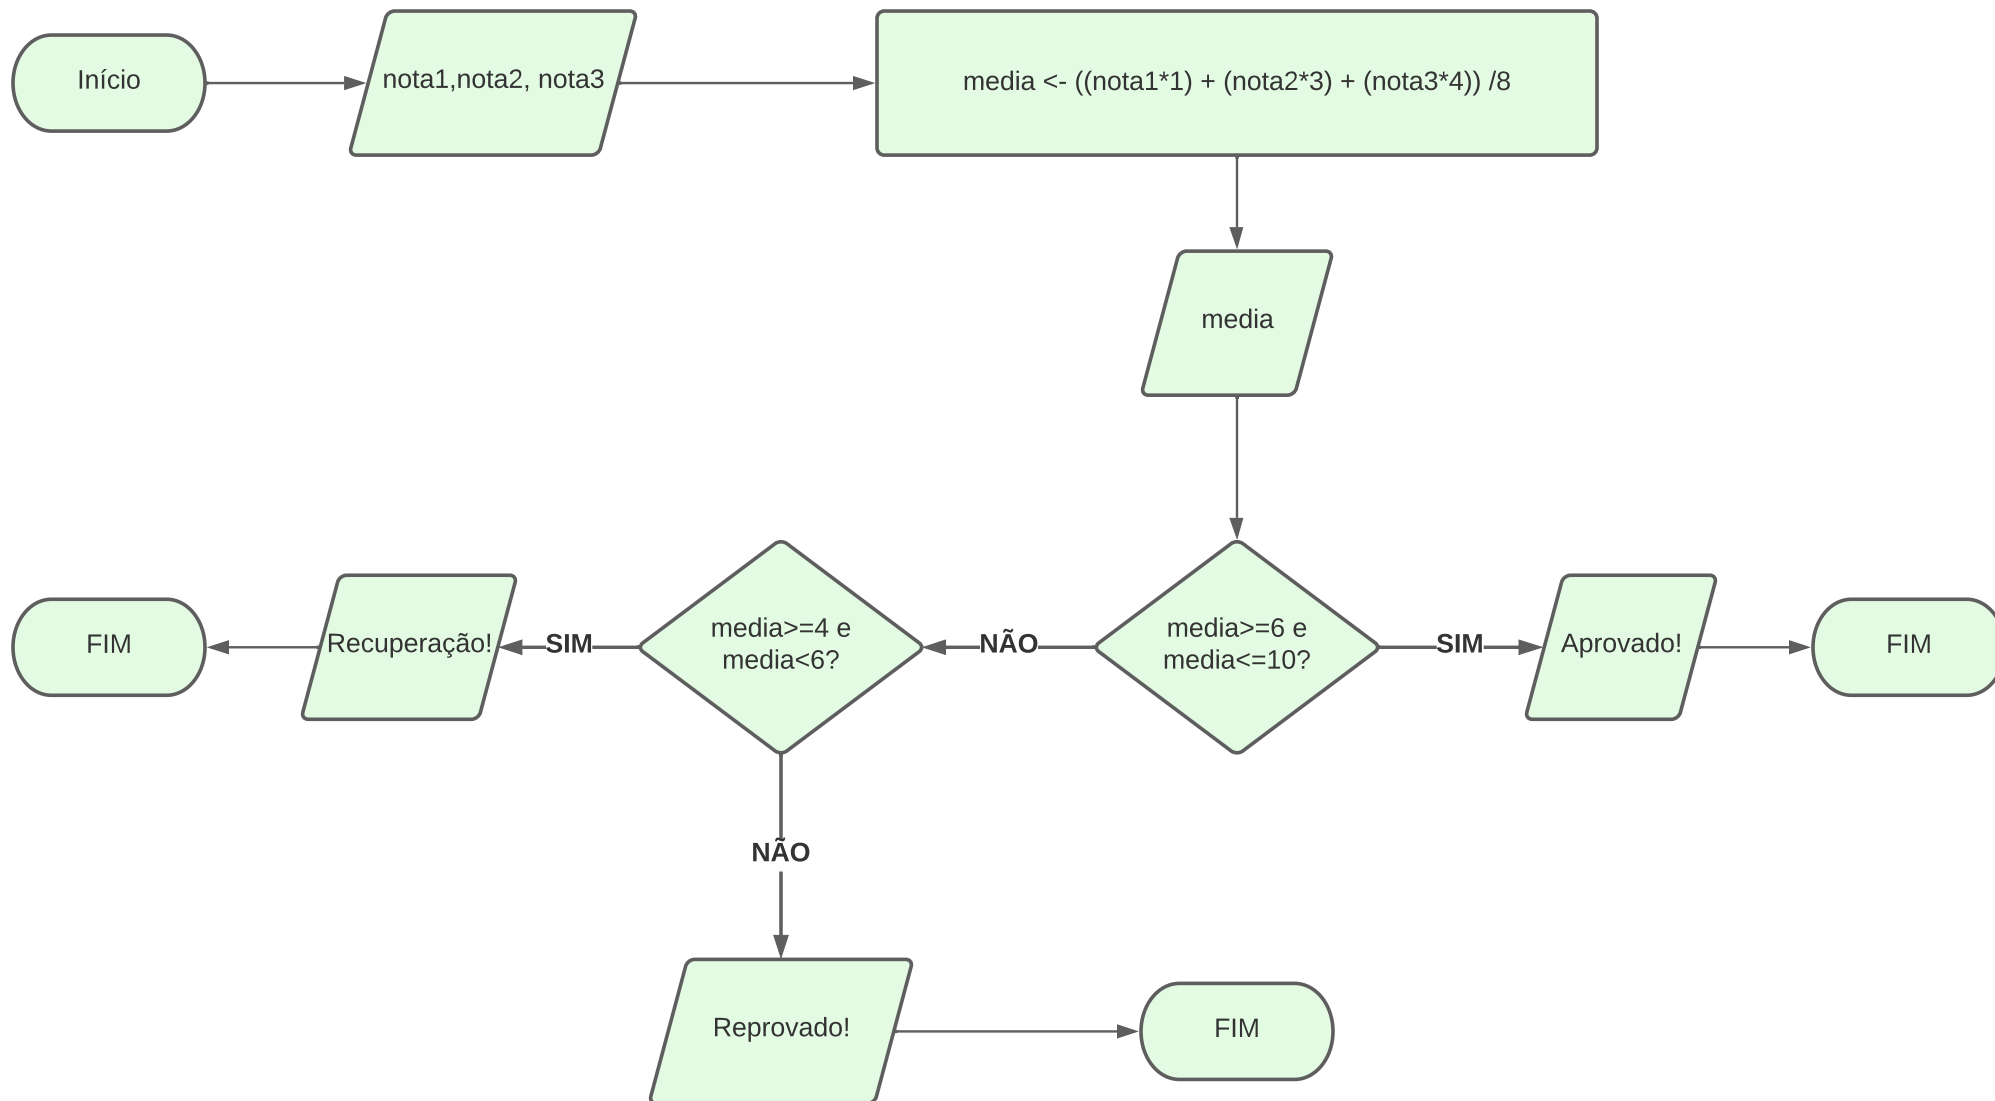 Início
nota1,nota2, nota3
media <- ((nota1*1) + (nota2*3) + (nota3*4)) /8
media
media>=6 e
media<=10?
SIM
Aprovado!
FIM
NÃO
media>=4 e
media<6?
SIM
Recuperação!
FIM
NÃO
Reprovado!
FIM